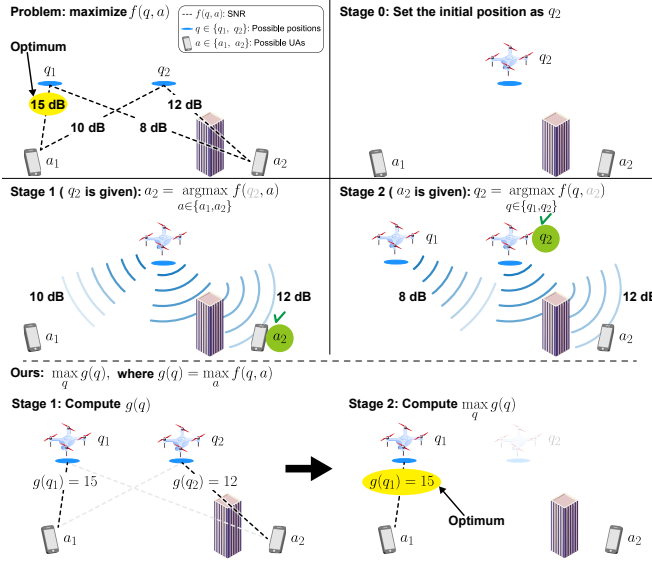 Problem: maximize f(q, a)
--- f(q, a): SNR
q ∈ {q₁, q₂}: Possible positions
a ∈ {a₁, a₂}: Possible UAs
Optimum
q₁
q₂
15 dB
12 dB
10 dB
8 dB
a₁
a₂
Stage 0: Set the initial position as q₂
q₂
a₁
a₂
Stage 1 ( q₂ is given): a₂ = argmax f(q₂, a)
a∈{a₁,a₂}
10 dB
12 dB
a₁
a₂
Stage 2 ( a₂ is given): q₂ = argmax f(q, a₂)
q∈{q₁,q₂}
q₁
q₂
8 dB
12 dB
a₁
a₂
Ours: max g(q), where g(q) = max f(q, a)
q
a
Stage 1: Compute g(q)
q₁
q₂
g(q₁) = 15
g(q₂) = 12
a₁
a₂
Stage 2: Compute max g(q)
q
q₁
q₂
g(q₁) = 15
Optimum
a₁
a₂